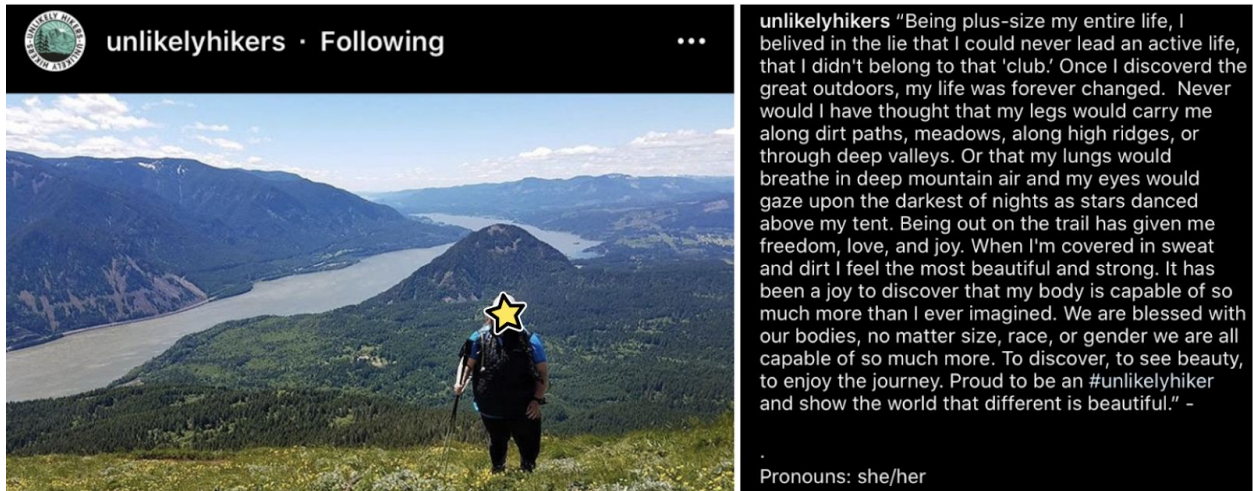 UNLIKELY HIKERS · UNLIKELY HIKERS ·
unlikelyhikers · Following
unlikelyhikers “Being plus-size my entire life, I
belived in the lie that I could never lead an active life,
that I didn't belong to that 'club.’ Once I discoverd the
great outdoors, my life was forever changed.  Never
would I have thought that my legs would carry me
along dirt paths, meadows, along high ridges, or
through deep valleys. Or that my lungs would
breathe in deep mountain air and my eyes would
gaze upon the darkest of nights as stars danced
above my tent. Being out on the trail has given me
freedom, love, and joy. When I'm covered in sweat
and dirt I feel the most beautiful and strong. It has
been a joy to discover that my body is capable of so
much more than I ever imagined. We are blessed with
our bodies, no matter size, race, or gender we are all
capable of so much more. To discover, to see beauty,
to enjoy the journey. Proud to be an #unlikelyhiker
and show the world that different is beautiful.” -
.
Pronouns: she/her